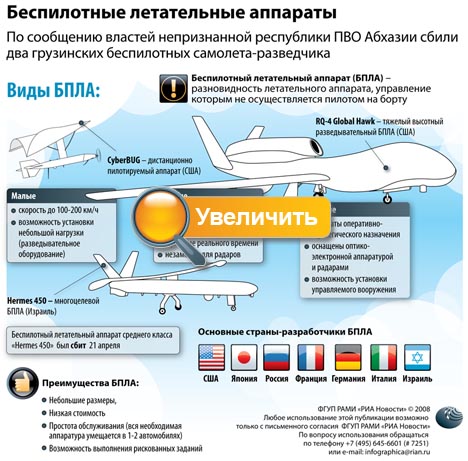 Беспилотные летательные аппараты
По сообщению властей непризнанной республики ПВО Абхазии сбили
два грузинских беспилотных самолета-разведчика
Виды БПЛА:
Беспилотный летательный аппарат (БПЛА) –
разновидность летательного аппарата, управление
которым не осуществляется пилотом на борту
RQ-4 Global Hawk – тяжелый высотный
разведывательный БПЛА (США)
CyberBUG – дистанционно
пилотируемый аппарат (США)
Малые
скорость до 100-200 км/ч
возможность установки
небольшой нагрузки
(разведывательное
оборудование)
Увеличить
реального времени
для радаров
оперативно-
назначения
оснащены оптико-
электронной аппаратурой
и радарами
возможность установки
управляемого вооружения
Hermes 450 – многоцелевой
БПЛА (Израиль)
Беспилотный летательный аппарат среднего класса
«Hermes 450» был сбит 21 апреля
Основные страны-разработчики БПЛА
США Япония Россия Франция Германия Италия Израиль
Преимущества БПЛА:
Небольшие размеры,
Низкая стоимость
Простота обслуживания (вся необходимая
аппаратура умещается в 1-2 автомобилях)
Возможность выполнения рискованных заданий
ФГУП РАМИ «РИА Новости» © 2008
Любое использование этой публикации возможно
только с письменного согласия ФГУП РАМИ «РИА Новости»
По вопросу использования обращаться
по телефону +7 (495) 645-6601 (# 7251)
или e-mail: infographica@rian.ru